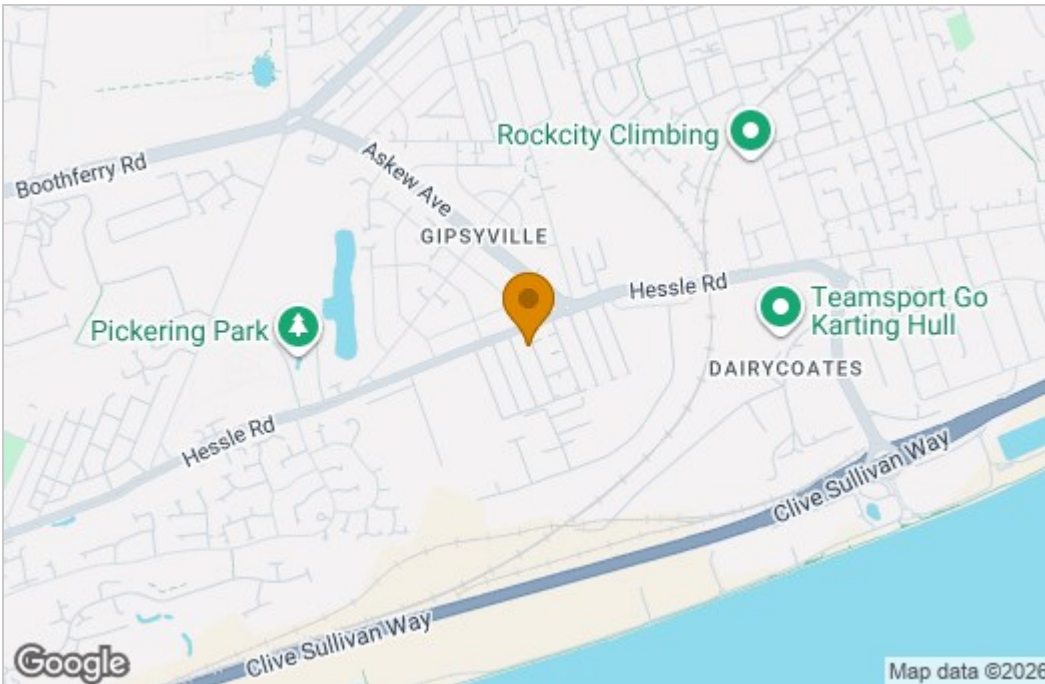 Boothferry Rd
Askew Ave
Rockcity Climbing
GIPSYVILLE
Hessle Rd
Pickering Park
Teamsport Go
Karting Hull
DAIRYCOATES
Hessle Rd
Clive Sullivan Way
Clive Sullivan Way
Google
Map data ©2026